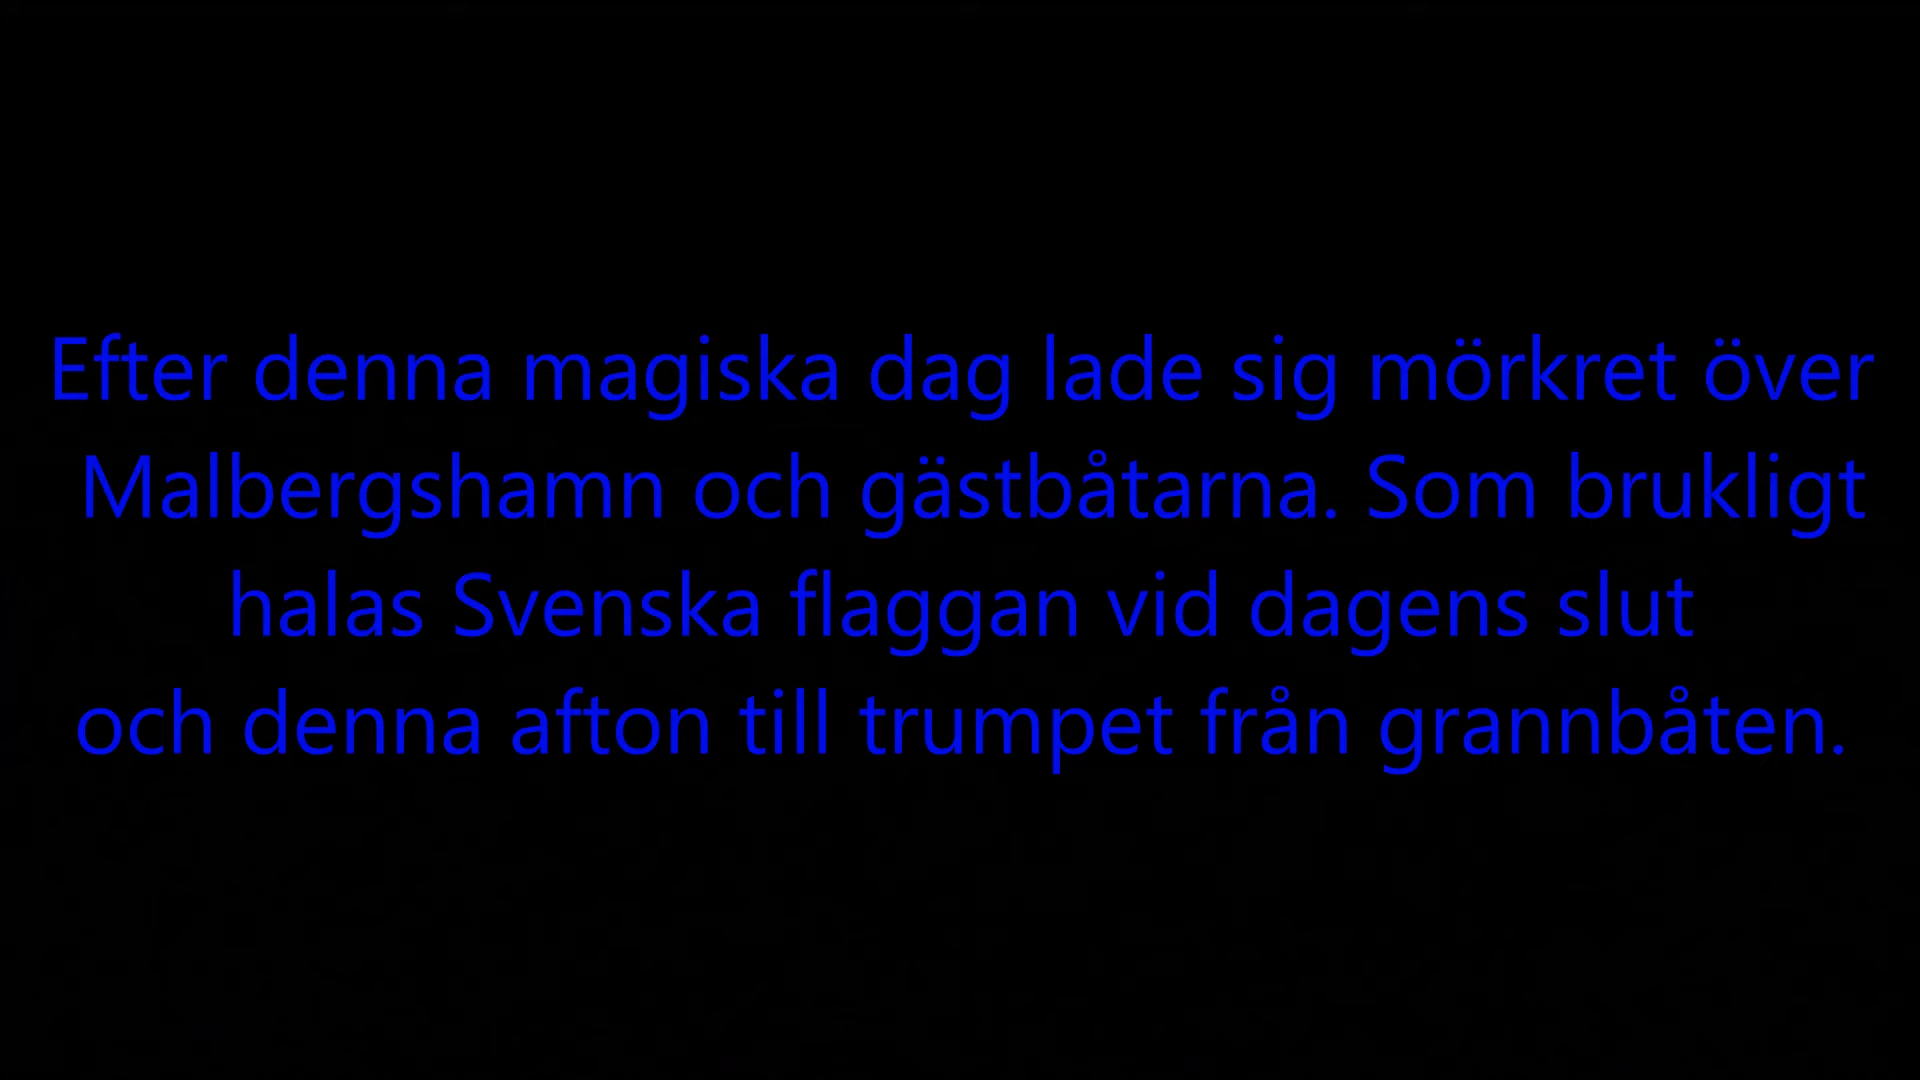 Efter denna magiska dag lade sig mörkret över
Malbergshamn och gästbåtarna. Som brukligt
halas Svenska flaggan vid dagens slut
och denna afton till trumpet från grannbåten.